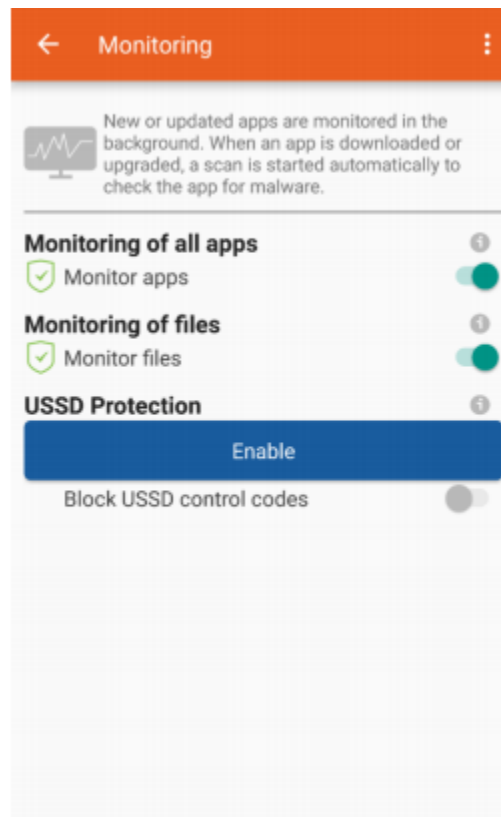 Monitoring
New or updated apps are monitored in the
background. When an app is downloaded or
upgraded, a scan is started automatically to
check the app for malware.
Monitoring of all apps
Monitor apps
Monitoring of files
Monitor files
USSD Protection
Enable
Block USSD control codes